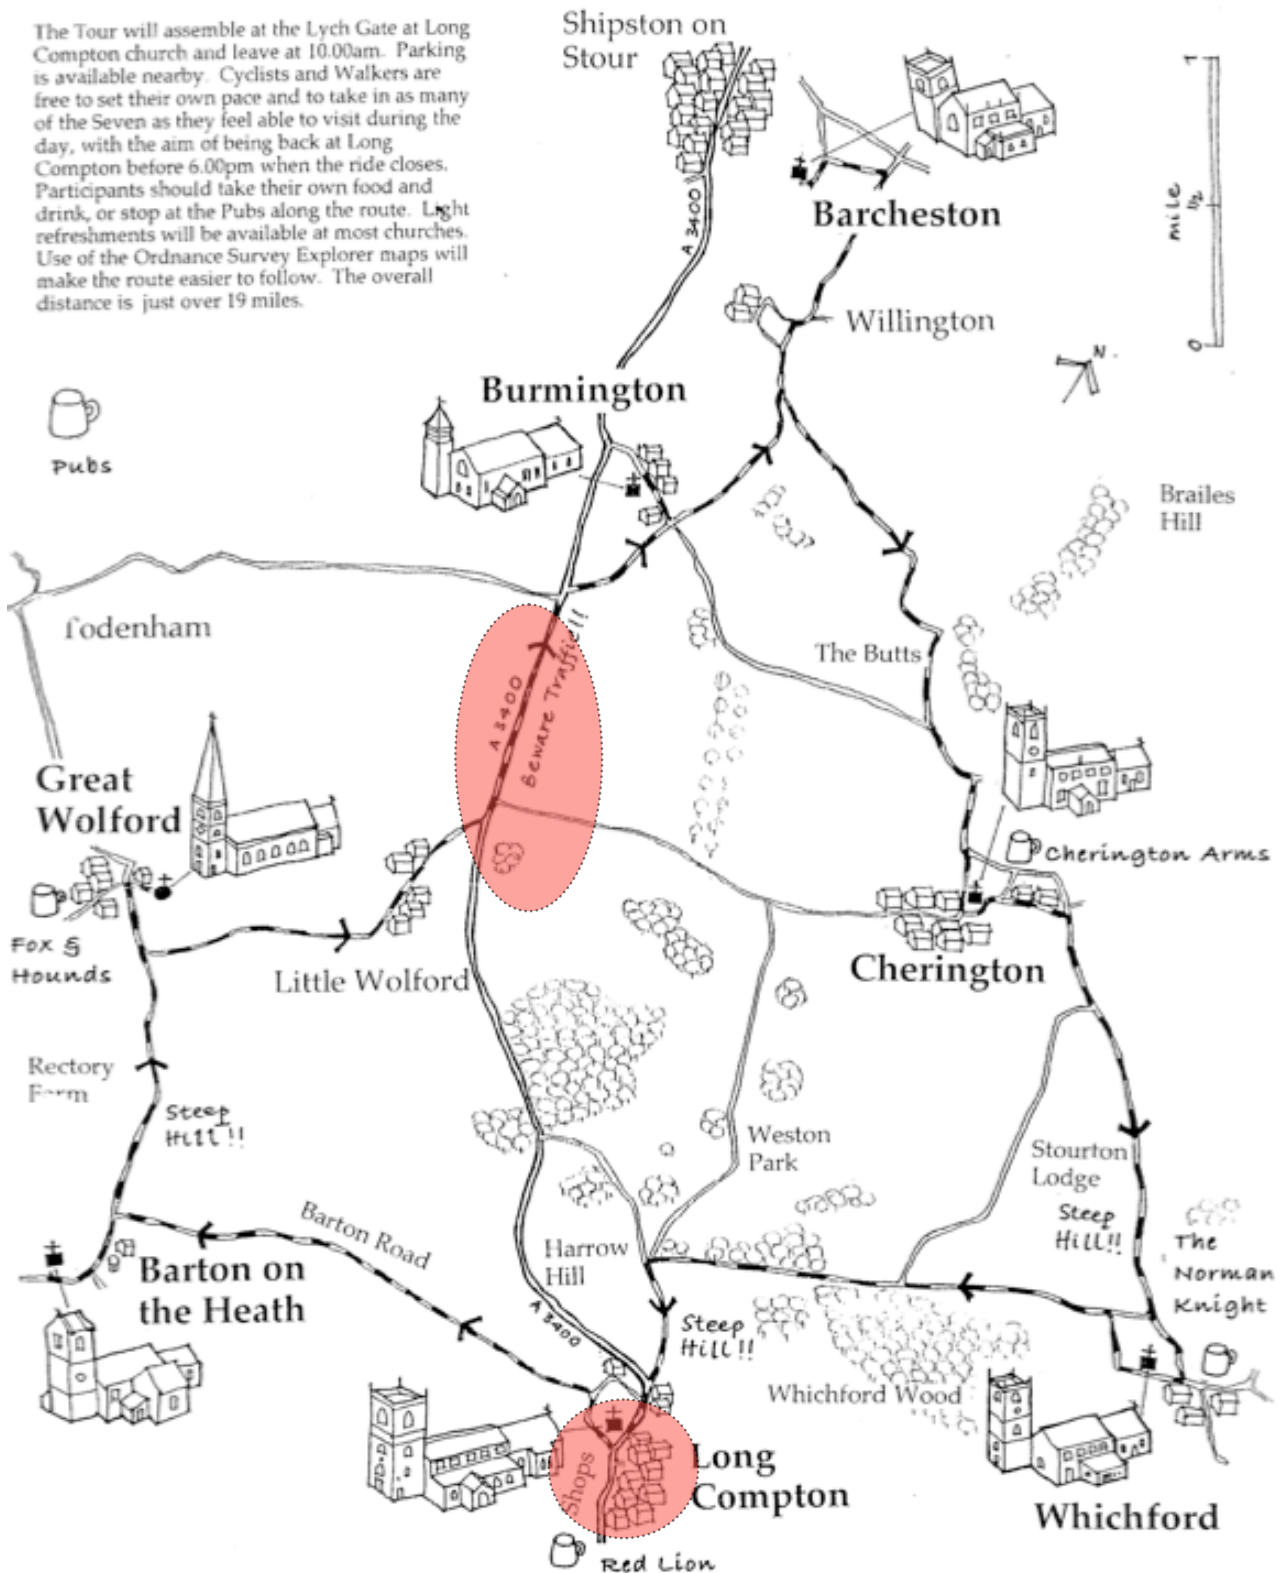 The Tour will assemble at the Lych Gate at Long
Compton church and leave at 10.00am. Parking
is available nearby. Cyclists and Walkers are
free to set their own pace and to take in as many
of the Seven as they feel able to visit during the
day, with the aim of being back at Long
Compton before 6.00pm when the ride closes.
Participants should take their own food and
drink, or stop at the Pubs along the route. Light
refreshments will be available at most churches.
Use of the Ordnance Survey Explorer maps will
make the route easier to follow. The overall
distance is just over 19 miles.
Shipston on
Stour
A 3400
Barcheston
1
1/2
mile
0
Willington
N.
Burmington
Pubs
Brailes
Hill
Todenham
The Butts
A 3400
Beware Traffic!!
Great
Wolford
Cherington Arms
Fox &
Hounds
Little Wolford
Cherington
Rectory
Farm
Steep
Hill!!
Weston
Park
Stourton
Lodge
Steep
Hill!!
Barton Road
Harrow
Hill
The
Norman
Knight
Barton on
the Heath
A 3400
Steep
Hill!!
Whichford Wood
Shops
Long
Compton
Whichford
Red Lion